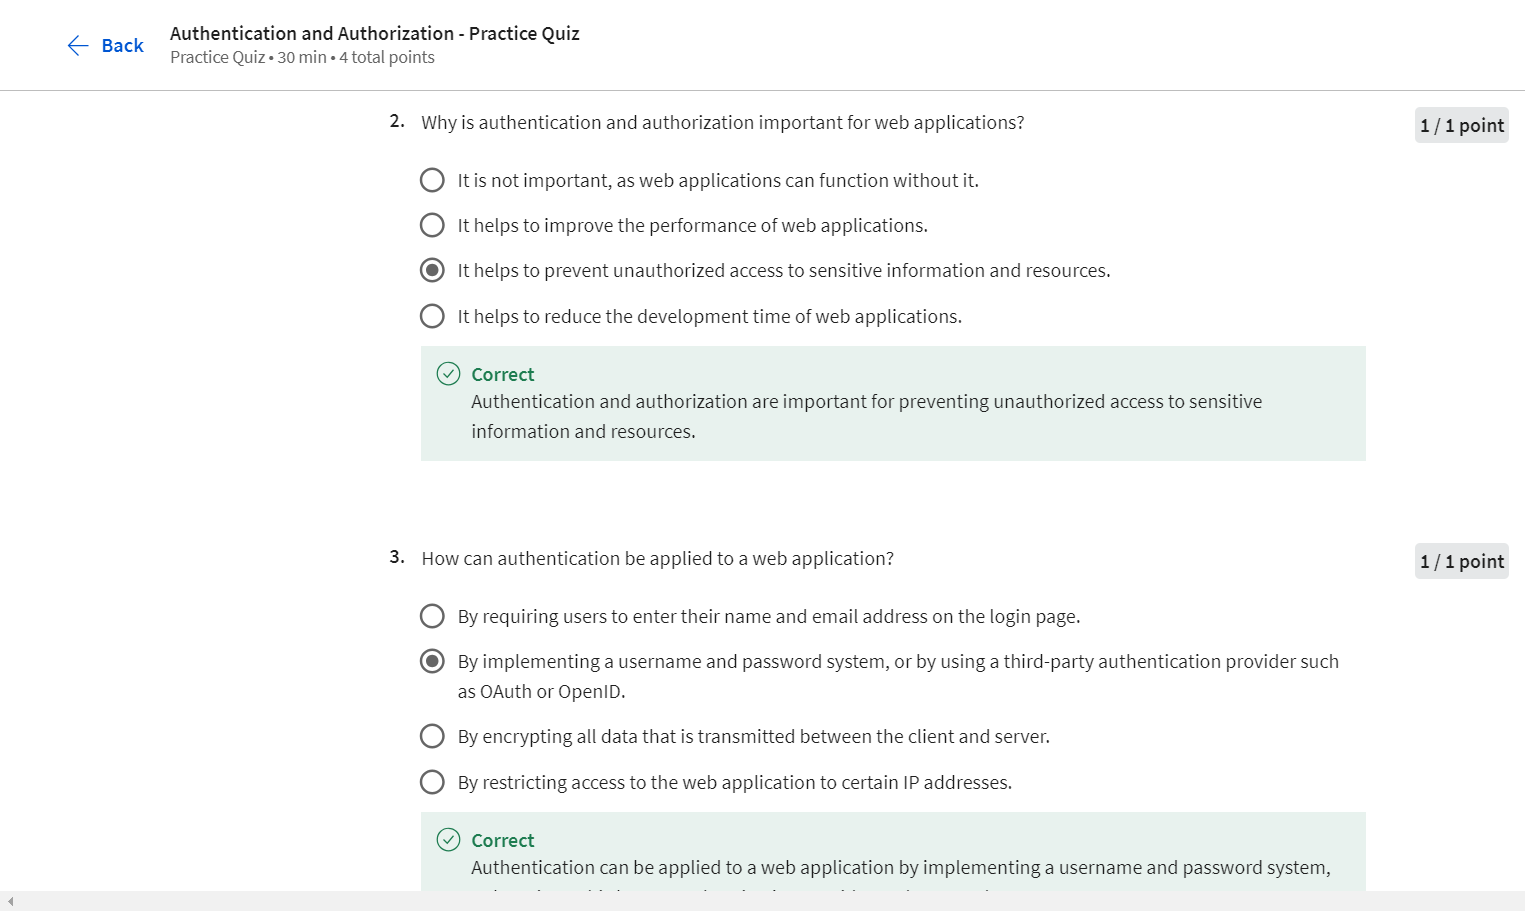 Back
Authentication and Authorization - Practice Quiz
Practice Quiz • 30 min • 4 total points
2. Why is authentication and authorization important for web applications?
1 / 1 point
It is not important, as web applications can function without it.
It helps to improve the performance of web applications.
It helps to prevent unauthorized access to sensitive information and resources.
It helps to reduce the development time of web applications.
Correct
Authentication and authorization are important for preventing unauthorized access to sensitive
information and resources.
3. How can authentication be applied to a web application?
1 / 1 point
By requiring users to enter their name and email address on the login page.
By implementing a username and password system, or by using a third-party authentication provider such
as OAuth or OpenID.
By encrypting all data that is transmitted between the client and server.
By restricting access to the web application to certain IP addresses.
Correct
Authentication can be applied to a web application by implementing a username and password system,